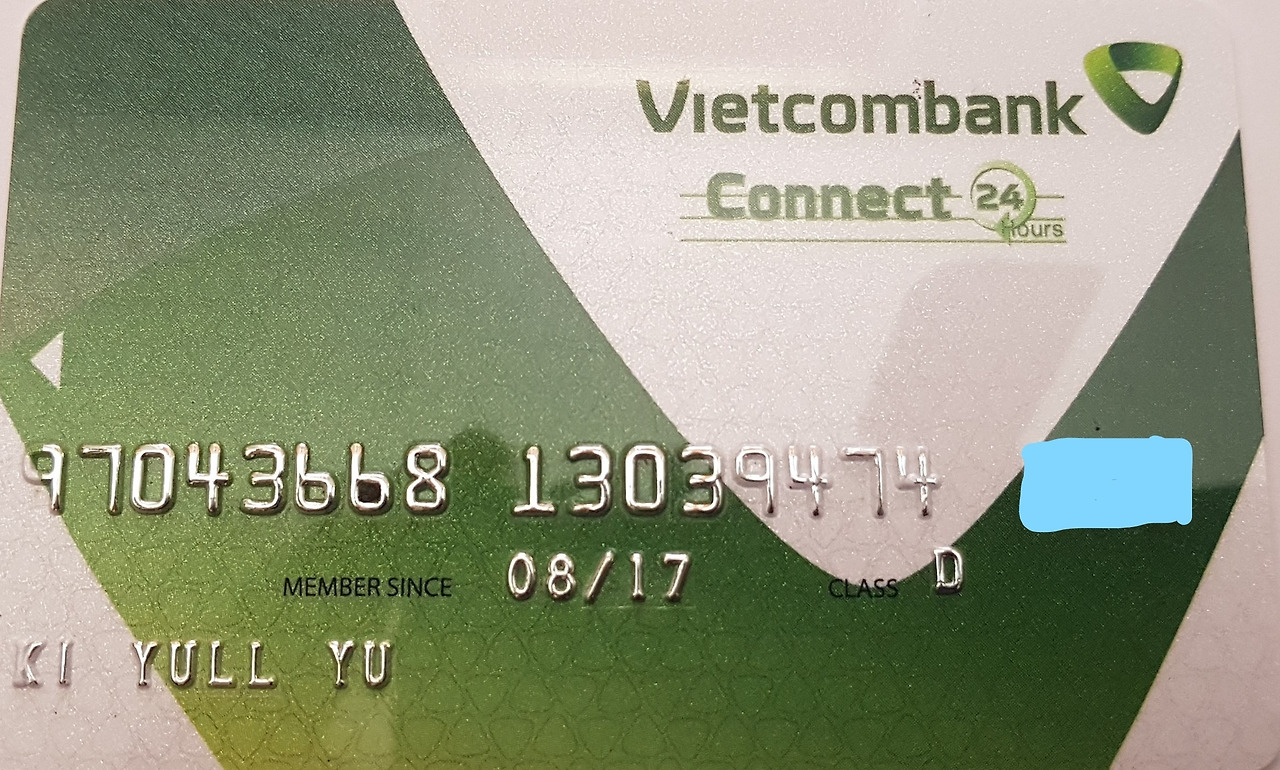 Vietcombank
Connect 24
Hours
97043668 13039474
MEMBER SINCE 08/17 CLASS D
KI YULL YU